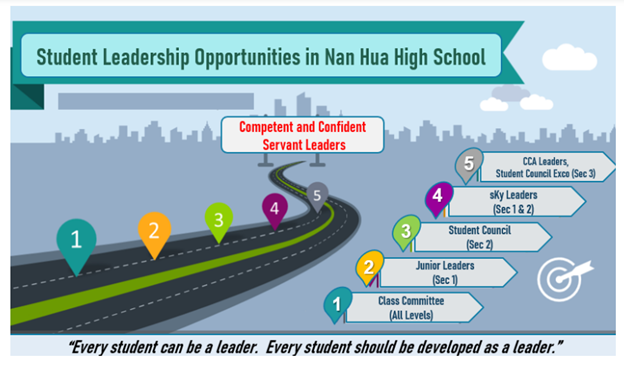 Student Leadership Opportunities in Nan Hua High School
Competent and Confident
Servant Leaders
1
2
3
4
5
5
CCA Leaders,
Student Council Exco (Sec 3)
4
sKy Leaders
(Sec 1 & 2)
3
Student Council
(Sec 2)
2
Junior Leaders
(Sec 1)
1
Class Committee
(All Levels)
“Every student can be a leader. Every student should be developed as a leader.”